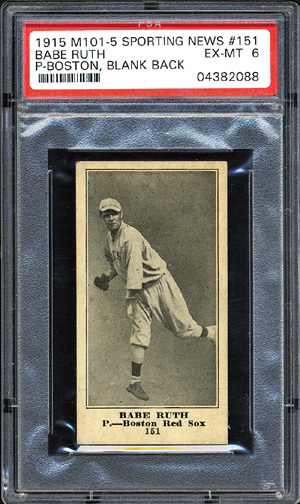 PSA
1915 M101-5 SPORTING NEWS #151
BABE RUTH EX-MT 6
P-BOSTON, BLANK BACK
04382088
BABE RUTH
P.—Boston Red Sox
151